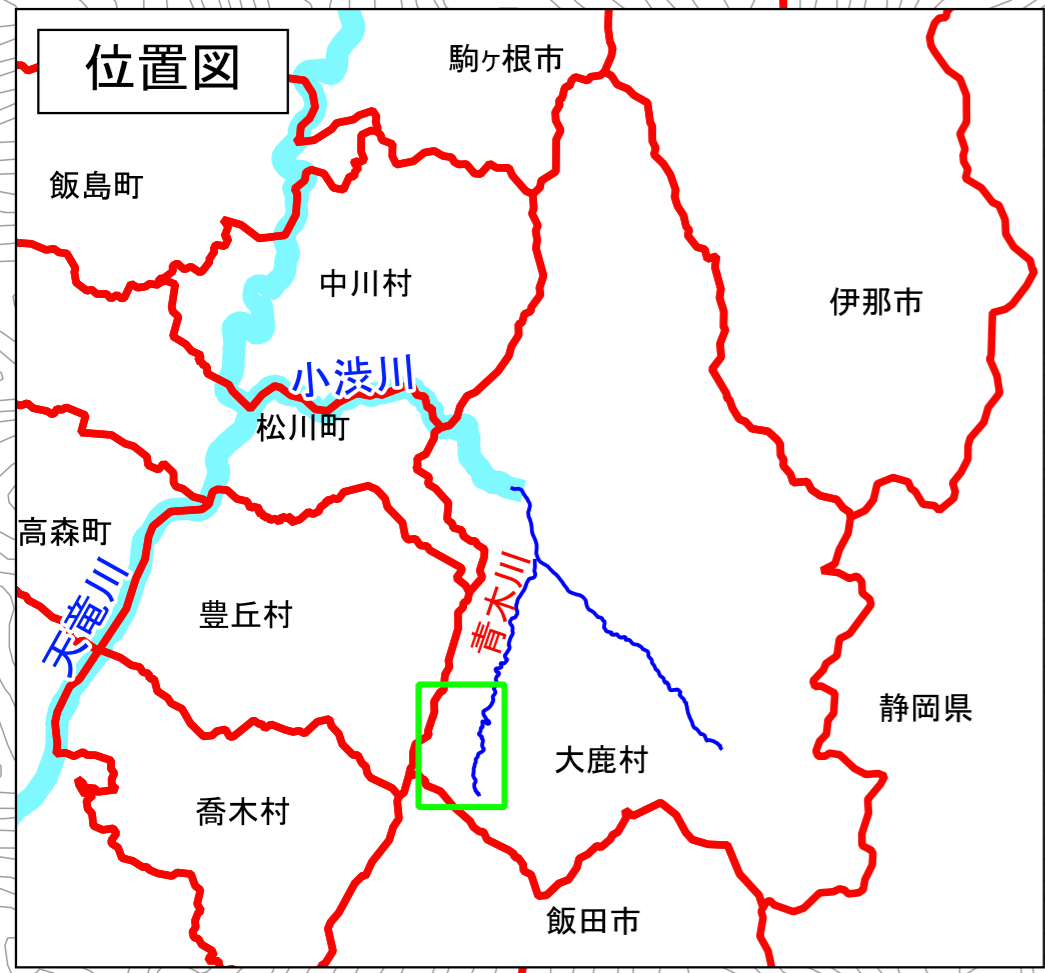 位置図
駒ヶ根市
飯島町
中川村
伊那市
小渋川
松川町
高森町
天竜川
青木川
豊丘村
静岡県
大鹿村
喬木村
飯田市